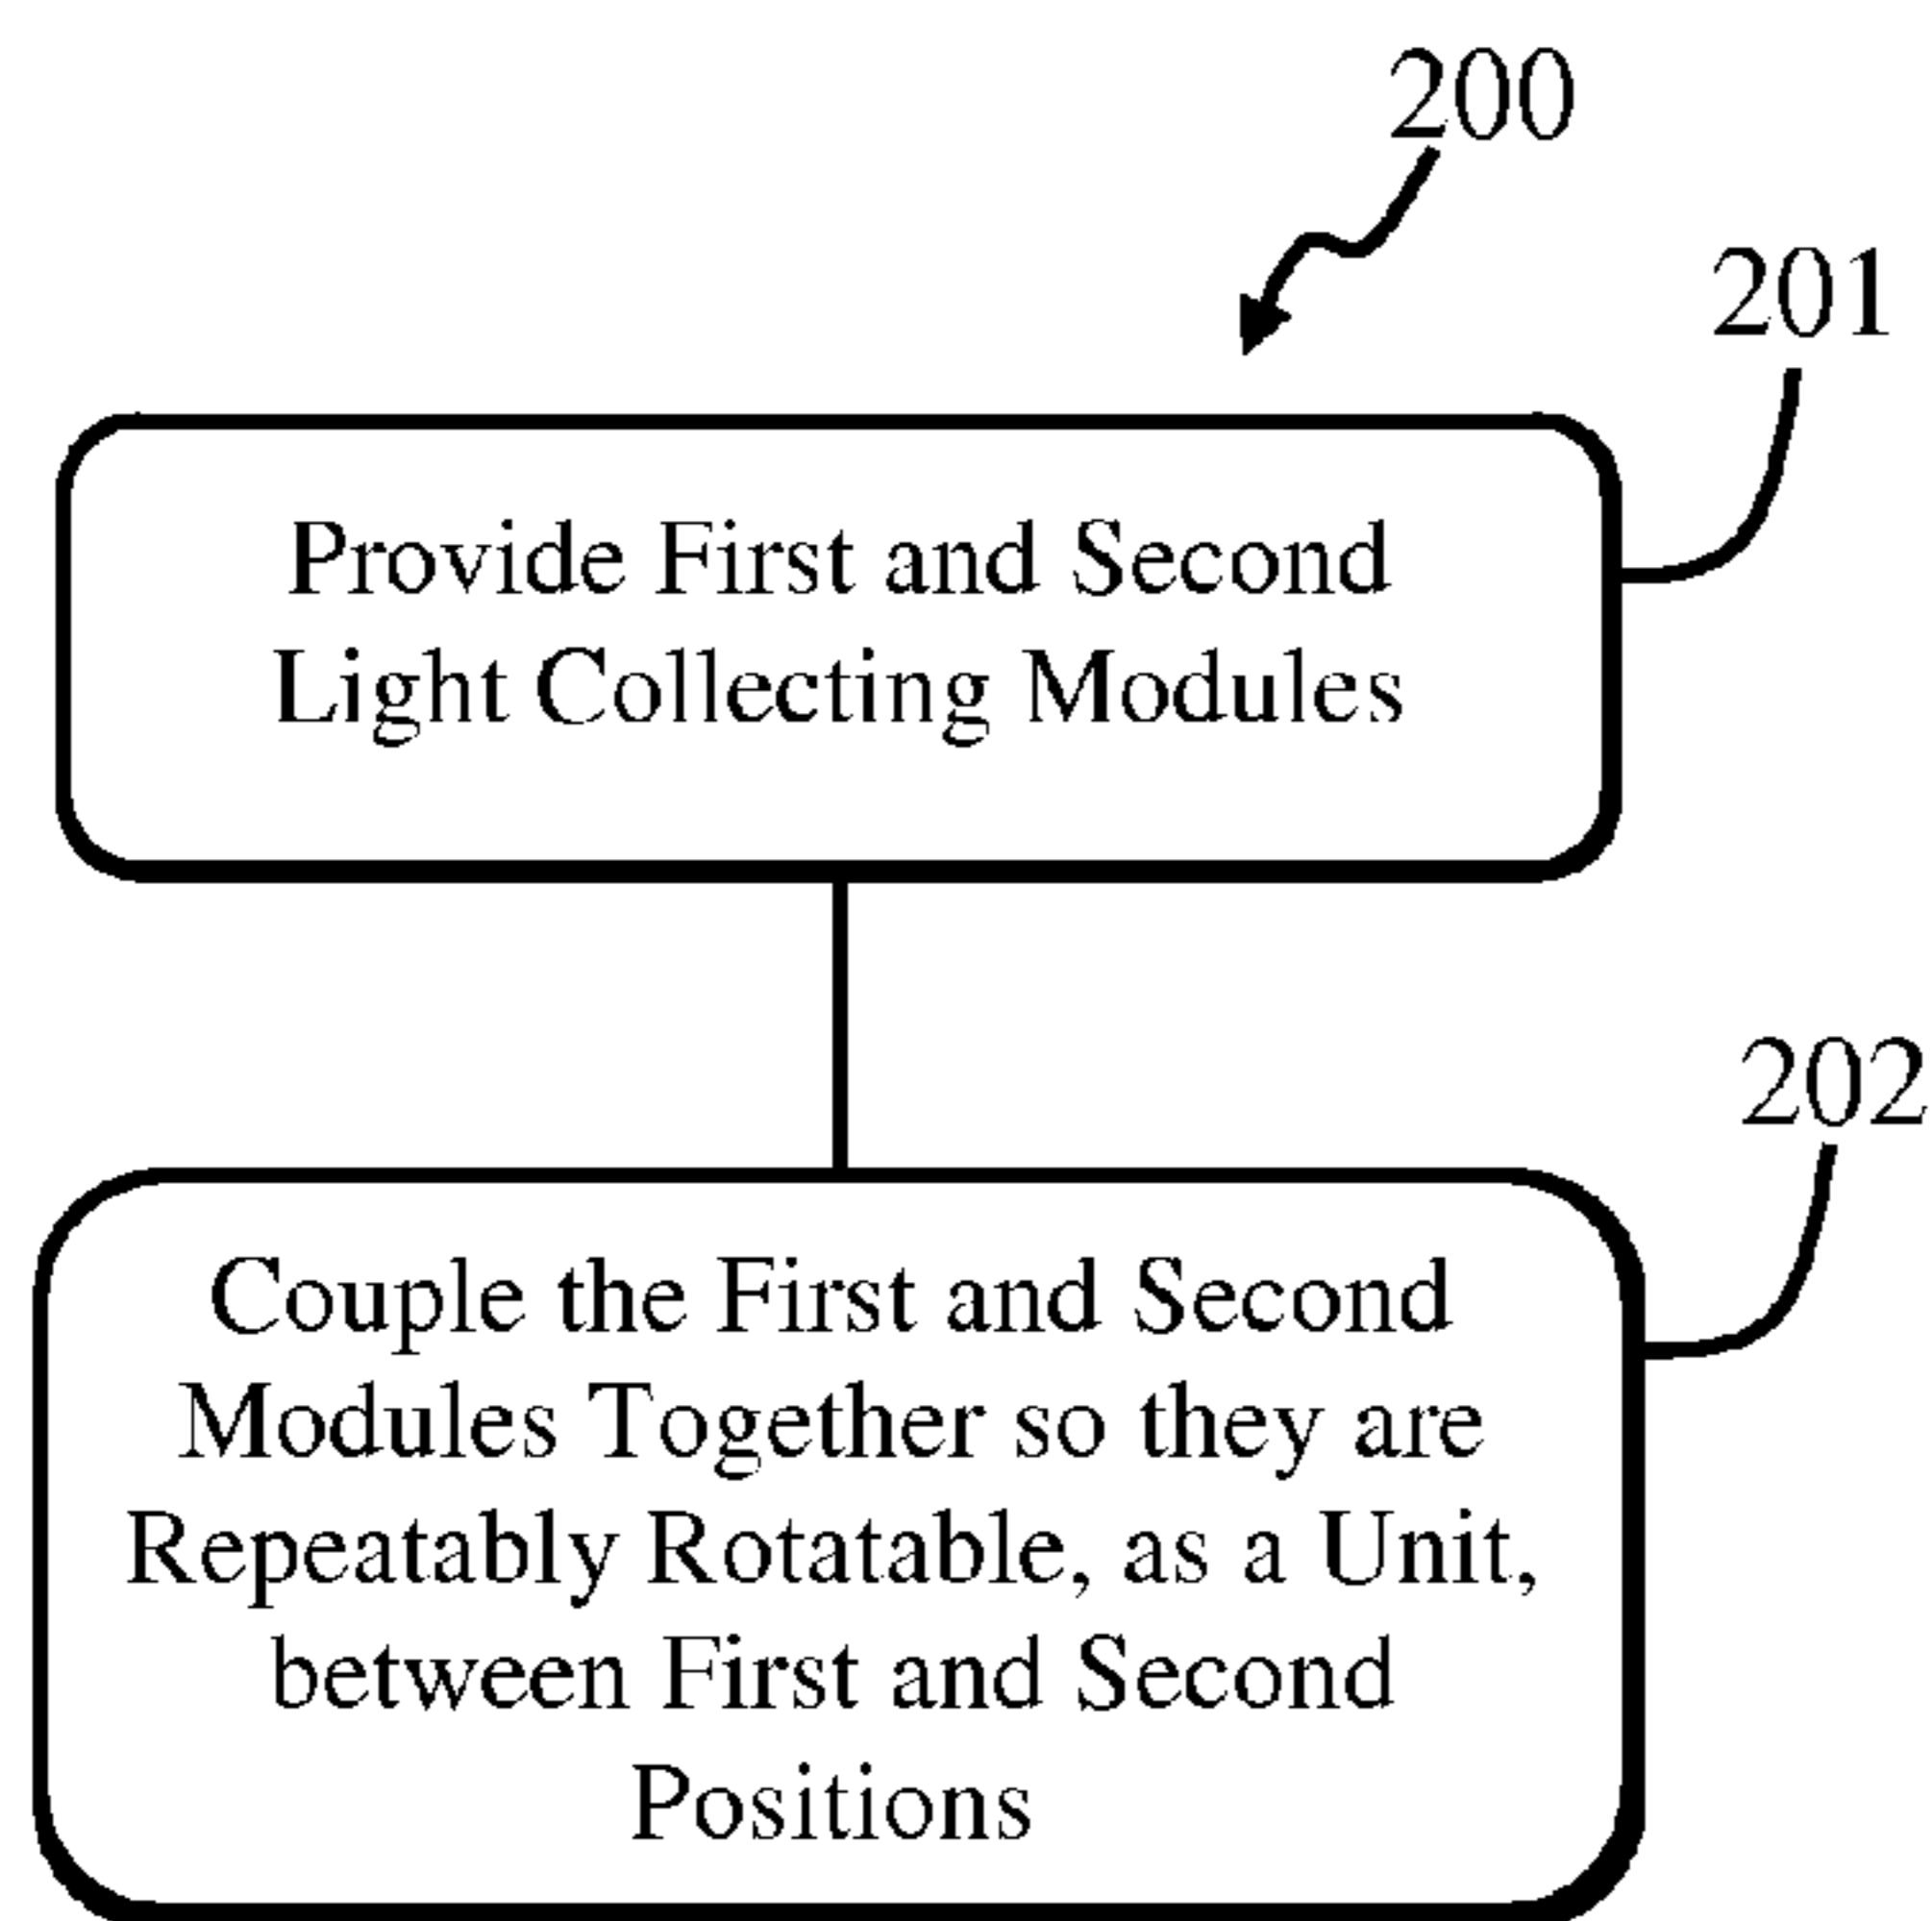 200
201
Provide First and Second
Light Collecting Modules
202
Couple the First and Second
Modules Together so they are
Repeatably Rotatable, as a Unit,
between First and Second
Positions